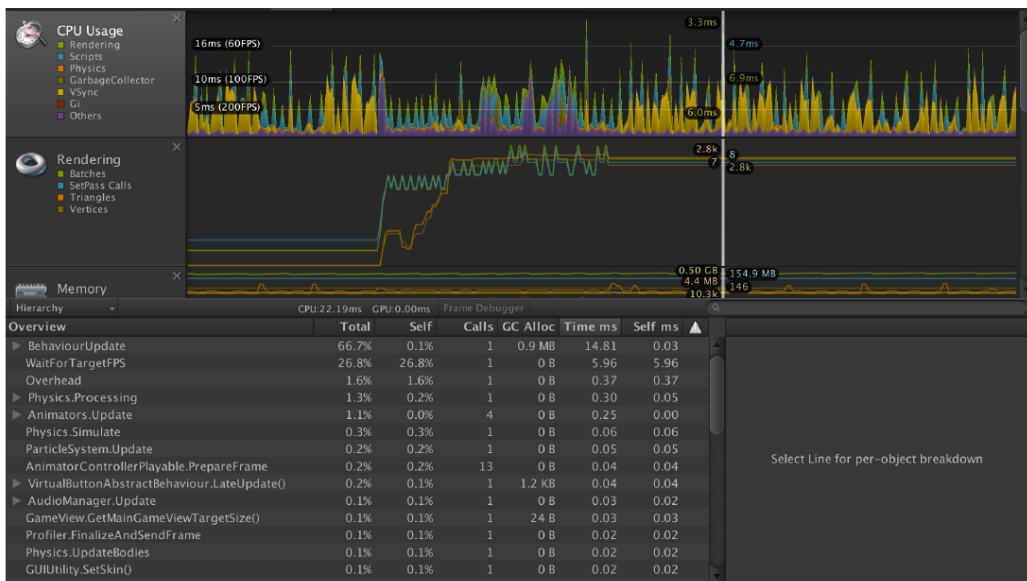 CPU Usage
Rendering
Scripts
Physics
GarbageCollector
VSync
Gi
Others
16ms (60FPS)
10ms (100FPS)
5ms (200FPS)
3.3ms
4.7ms
6.9ms
6.0ms
Rendering
Batches
SetPass Calls
Triangles
Vertices
2.8k
7
8
2.8k
Memory
0.50 GB
4.4 MB
10.3k
154.9 MB
146
Hierarchy CPU:22.19ms GPU:0.00ms Frame Debugger
Overview Total Self Calls GC Alloc Time ms Self ms
BehaviourUpdate 66.7% 0.1% 1 0.9 MB 14.81 0.03
WaitForTargetFPS 26.8% 26.8% 1 0 B 5.96 5.96
Overhead 1.6% 1.6% 1 0 B 0.37 0.37
Physics.Processing 1.3% 0.2% 1 0 B 0.30 0.05
Animators.Update 1.1% 0.0% 4 0 B 0.25 0.00
Physics.Simulate 0.3% 0.3% 1 0 B 0.06 0.06
ParticleSystem.Update 0.2% 0.2% 1 0 B 0.05 0.05
AnimatorControllerPlayable.PrepareFrame 0.2% 0.2% 13 0 B 0.04 0.04
VirtualButtonAbstractBehaviour.LateUpdate() 0.2% 0.1% 1 1.2 KB 0.04 0.04
AudioManager.Update 0.1% 0.1% 1 0 B 0.03 0.02
GameView.GetMainGameViewTargetSize() 0.1% 0.1% 1 24 B 0.03 0.03
Profiler.FinalizeAndSendFrame 0.1% 0.1% 1 0 B 0.02 0.02
Physics.UpdateBodies 0.1% 0.1% 1 0 B 0.02 0.02
GUIUtility.SetSkin() 0.1% 0.1% 1 0 B 0.02 0.02
Select Line for per-object breakdown